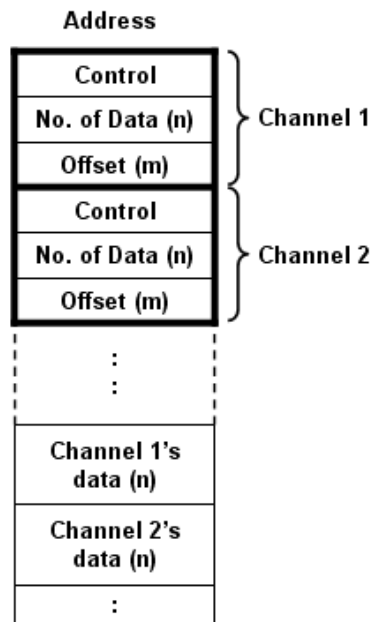 Address
Control
No. of Data (n)
Offset (m)
Channel 1
Control
No. of Data (n)
Offset (m)
Channel 2
:
:
Channel 1's
data (n)
Channel 2's
data (n)
: